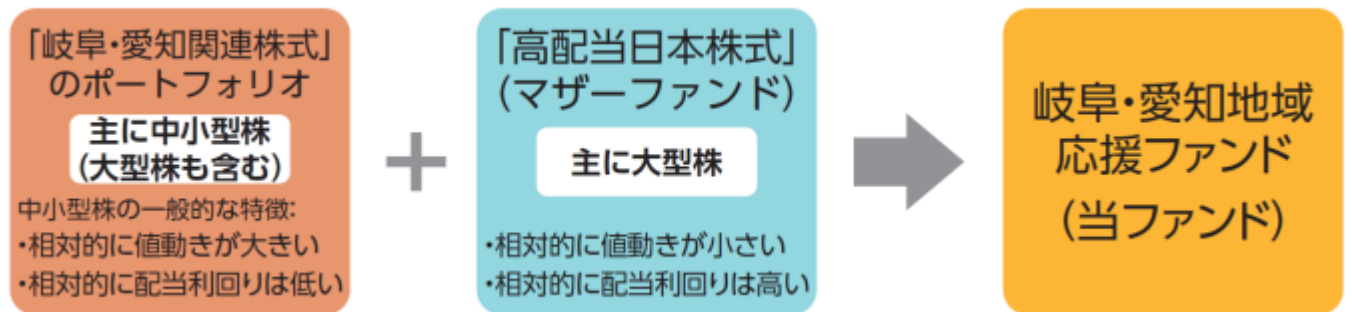 「岐阜・愛知関連株式」
のポートフォリオ
主に中小型株
(大型株も含む)
中小型株の一般的な特徴:
・相対的に値動きが大きい
・相対的に配当利回りは低い
+
「高配当日本株式」
(マザーファンド)
主に大型株
・相対的に値動きが小さい
・相対的に配当利回りは高い
岐阜・愛知地域
応援ファンド
(当ファンド)